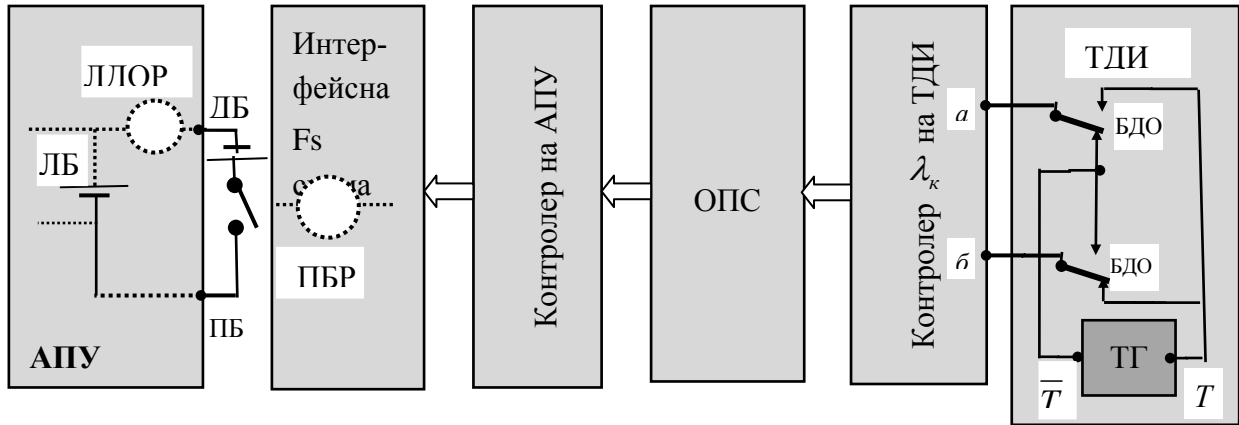 ЛЛОР
ДБ
ЛБ
ПБ
АПУ
Интер-
фейсна
Fs
ПБР
Контролер на АПУ
ОПС
Контролер λк на ТДИ
а
б
ТДИ
БДО
БДО
ТГ
T
T